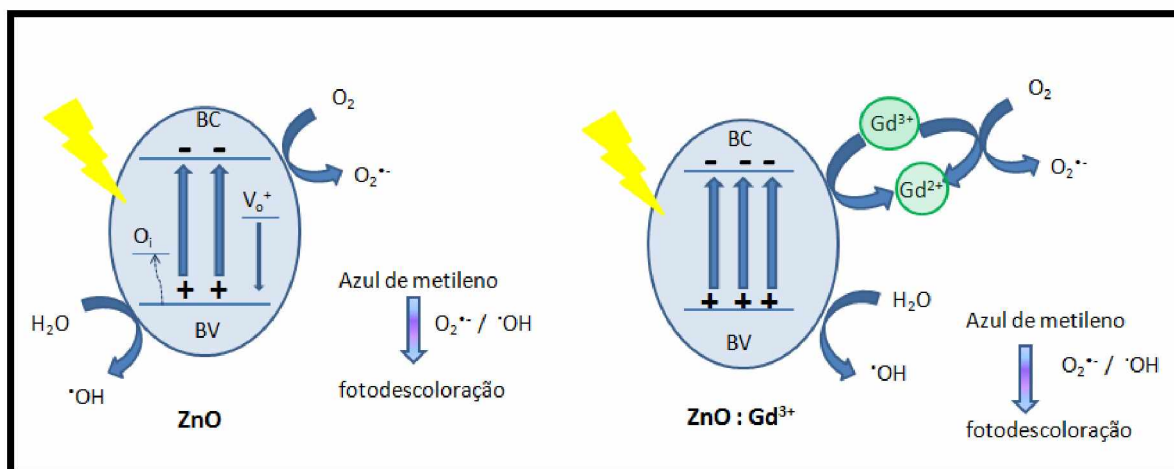 BC
- -
O₂
O₂•-
Vo+
Oi
+ +
H₂O
BV
•OH
ZnO
Azul de metileno
O₂•- / •OH
fotodescoloração
BC
- - -
Gd³⁺
O₂
Gd²⁺
O₂•-
+ + +
H₂O
BV
•OH
ZnO : Gd³⁺
Azul de metileno
O₂•- / •OH
fotodescoloração